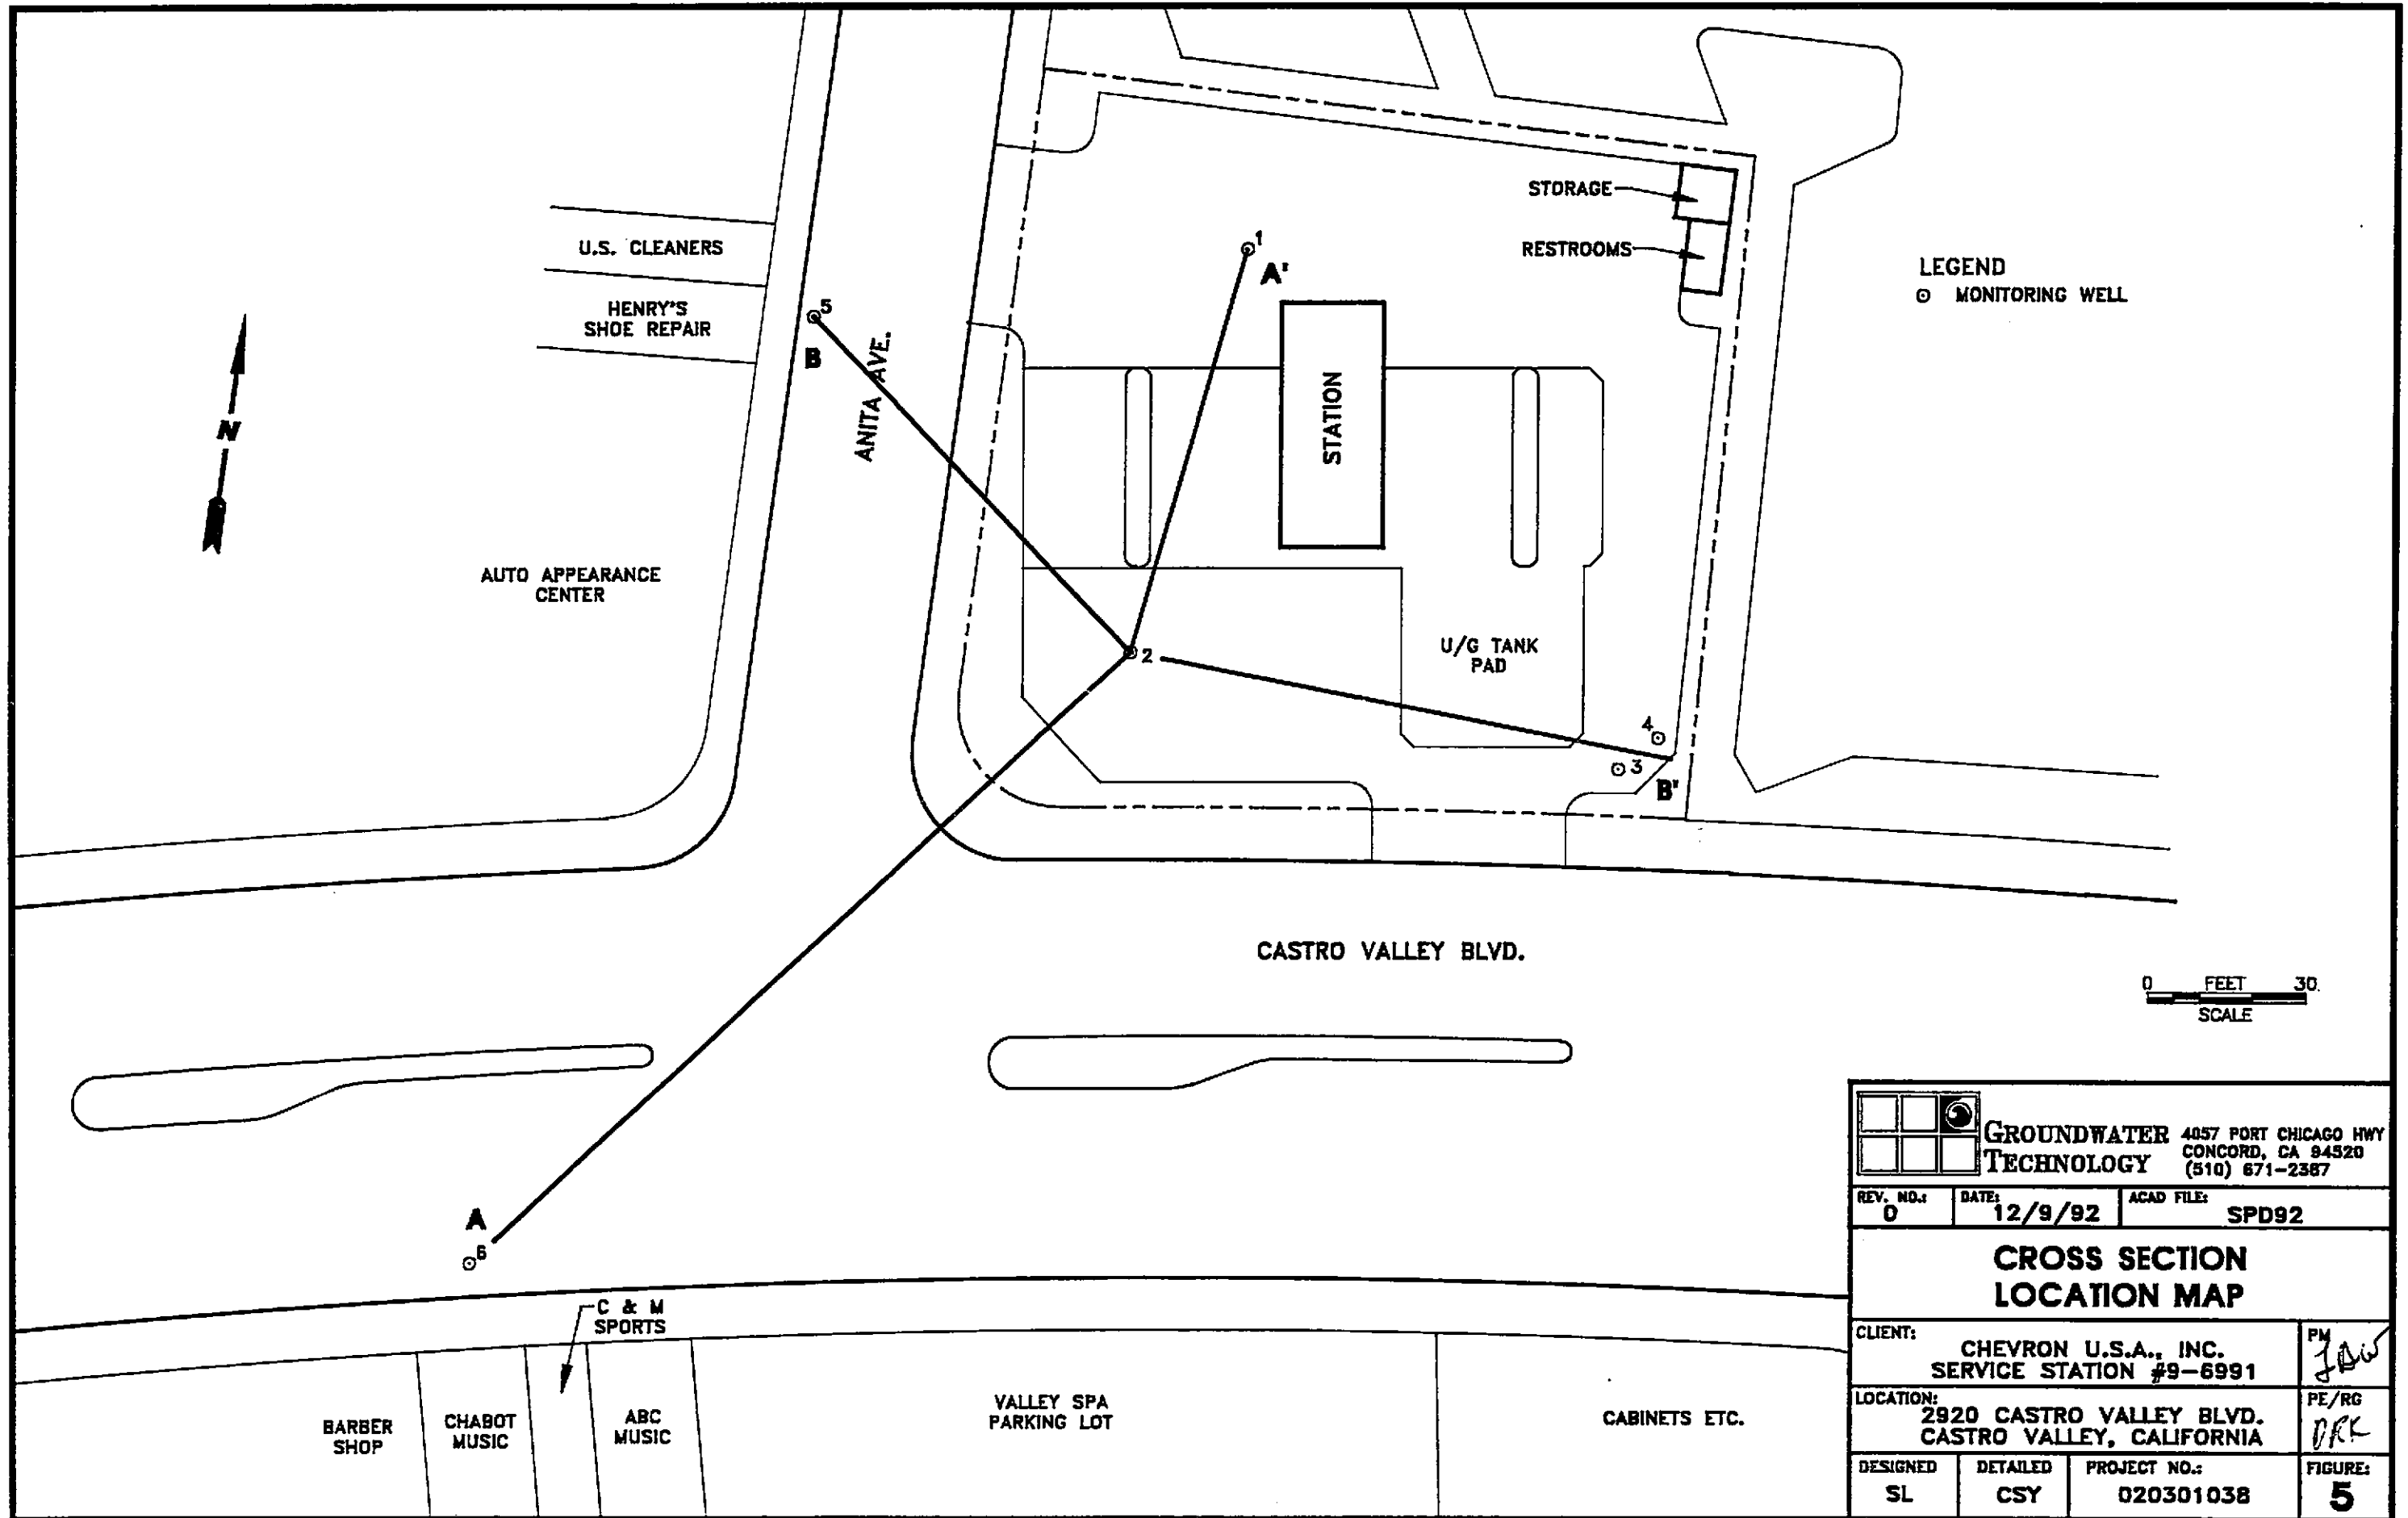 STORAGE
RESTROOMS
U.S. CLEANERS
HENRY'S
SHOE REPAIR
1
A'
5
B
ANITA AVE.
STATION
LEGEND
MONITORING WELL
N
AUTO APPEARANCE
CENTER
2
U/G TANK
PAD
4
3
B'
CASTRO VALLEY BLVD.
0 FEET 30
SCALE
A
6
C & M
SPORTS
BARBER
SHOP
CHABOT
MUSIC
ABC
MUSIC
VALLEY SPA
PARKING LOT
CABINETS ETC.
GROUNDWATER
TECHNOLOGY
4057 PORT CHICAGO HWY
CONCORD, CA 94520
(510) 671-2387
REV. NO.: 0
DATE: 12/9/92
ACAD FILE: SPD92
CROSS SECTION
LOCATION MAP
CLIENT:
CHEVRON U.S.A., INC.
SERVICE STATION #9-6991
PM
LOCATION:
2920 CASTRO VALLEY BLVD.
CASTRO VALLEY, CALIFORNIA
PE/RG
DESIGNED
SL
DETAILED
CSY
PROJECT NO.:
020301038
FIGURE:
5